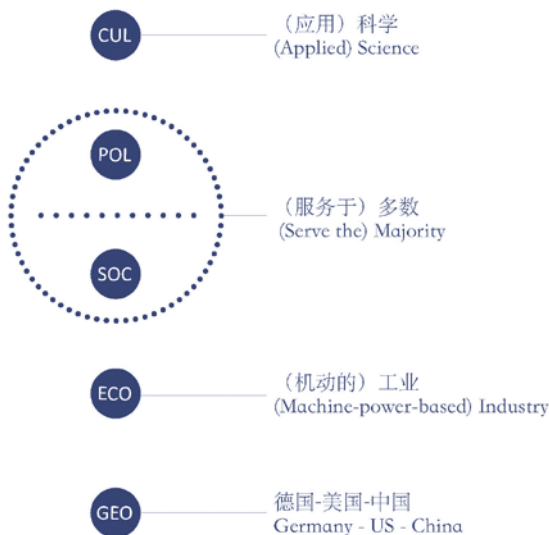 CUL
（应用）科学
(Applied) Science
POL
（服务于）多数
(Serve the) Majority
SOC
ECO
（机动的）工业
(Machine-power-based) Industry
GEO
德国-美国-中国
Germany - US - China